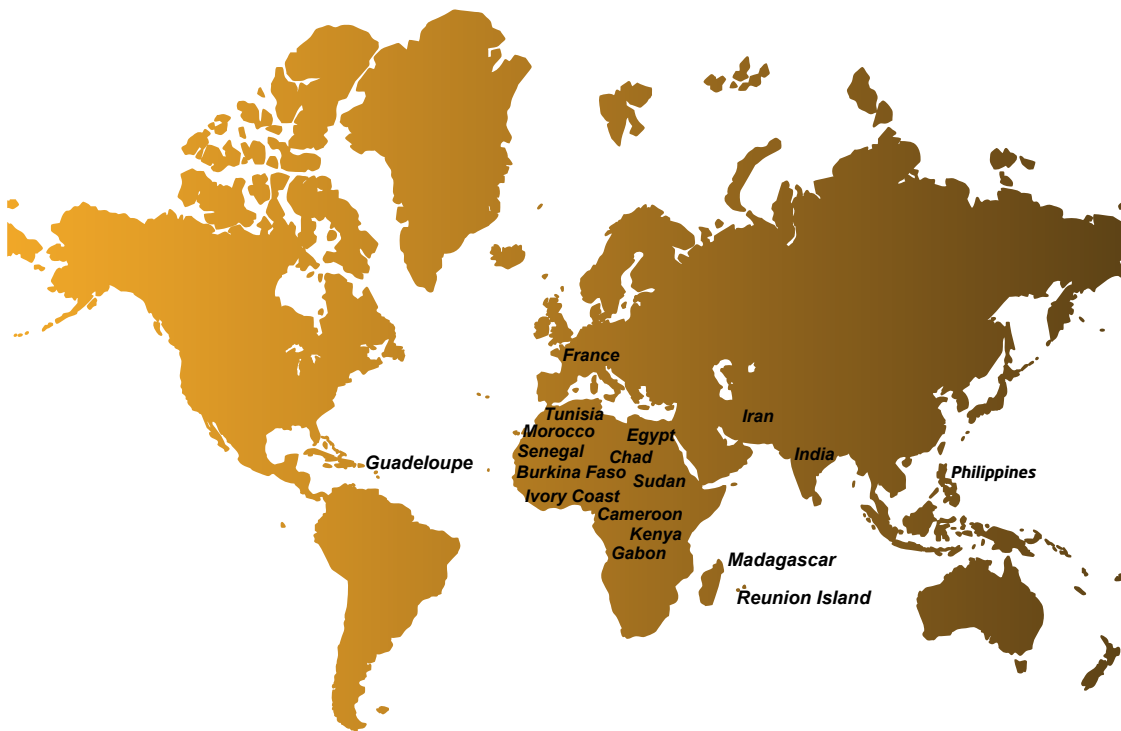 France
Tunisia
Iran
Morocco
Egypt
Senegal
Chad
India
Guadeloupe
Burkina Faso
Sudan
Philippines
Ivory Coast
Cameroon
Kenya
Gabon
Madagascar
Reunion Island